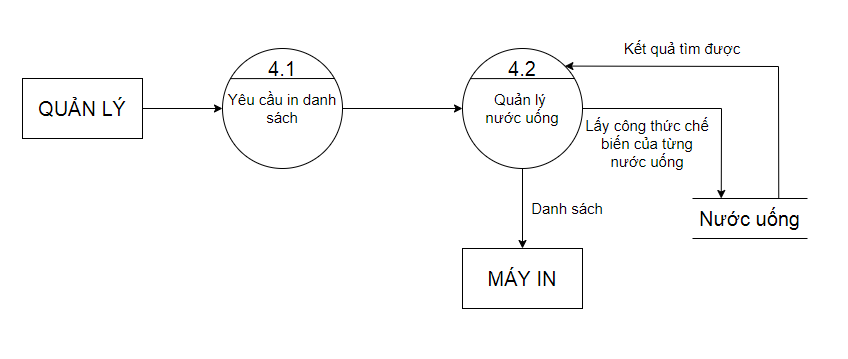 Kết quả tìm được
4.1
4.2
QUẢN LÝ
Yêu cầu in danh
sách
Quản lý
nước uống
Lấy công thức chế
biến của từng
nước uống
Danh sách
Nước uống
MÁY IN